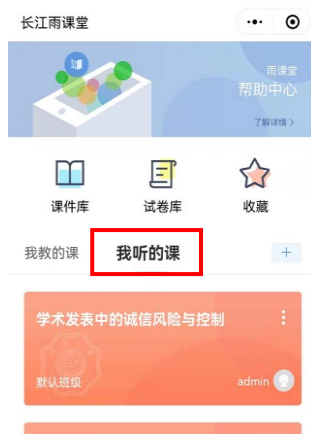 长江雨课堂
雨课堂
帮助中心
了解详情 >
课件库 试卷库 收藏
我教的课 我听的课 +
学术发表中的诚信风险与控制
默认班级 admin